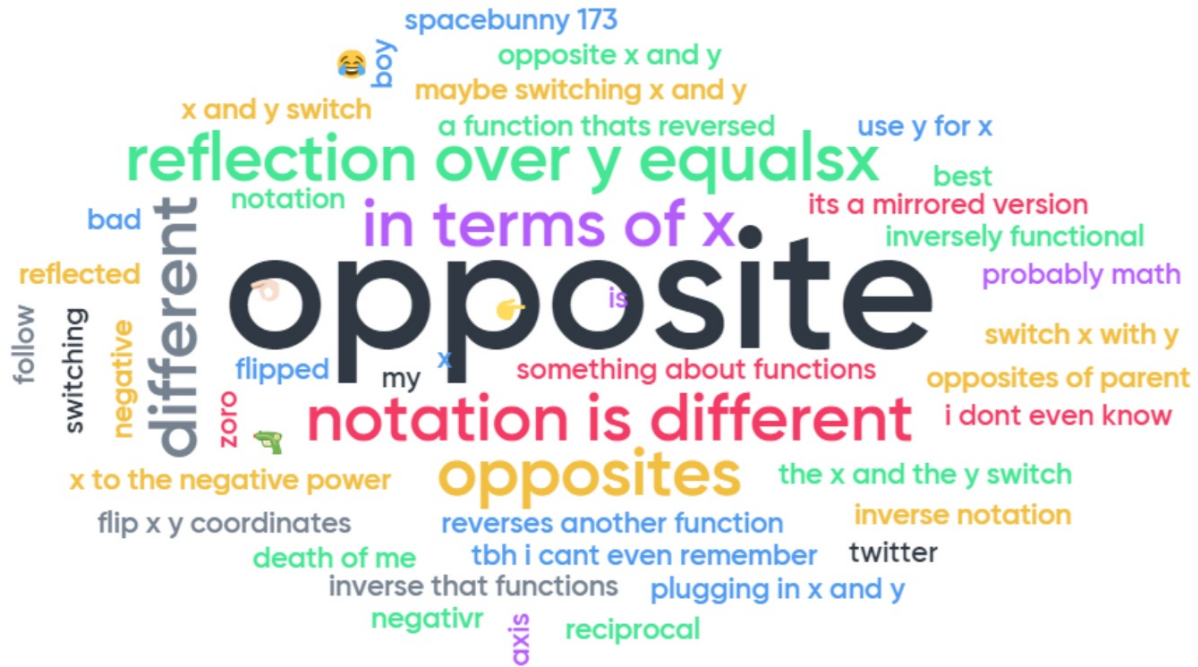 spacebunny 173
😂
boy
opposite x and y
maybe switching x and y
x and y switch
a function thats reversed
use y for x
reflection over y equalsx
best
notation
in terms of x
its a mirrored version
bad
different
inversely functional
opposite
reflected
👌🏻
👉
is
probably math
follow
switching
negative
switch x with y
flipped
my
x
something about functions
opposites of parent
zoro
🔫
notation is different
i dont even know
x to the negative power
opposites
the x and the y switch
flip x y coordinates
reverses another function
inverse notation
death of me
tbh i cant even remember
twitter
inverse that functions
plugging in x and y
negativr
axis
reciprocal